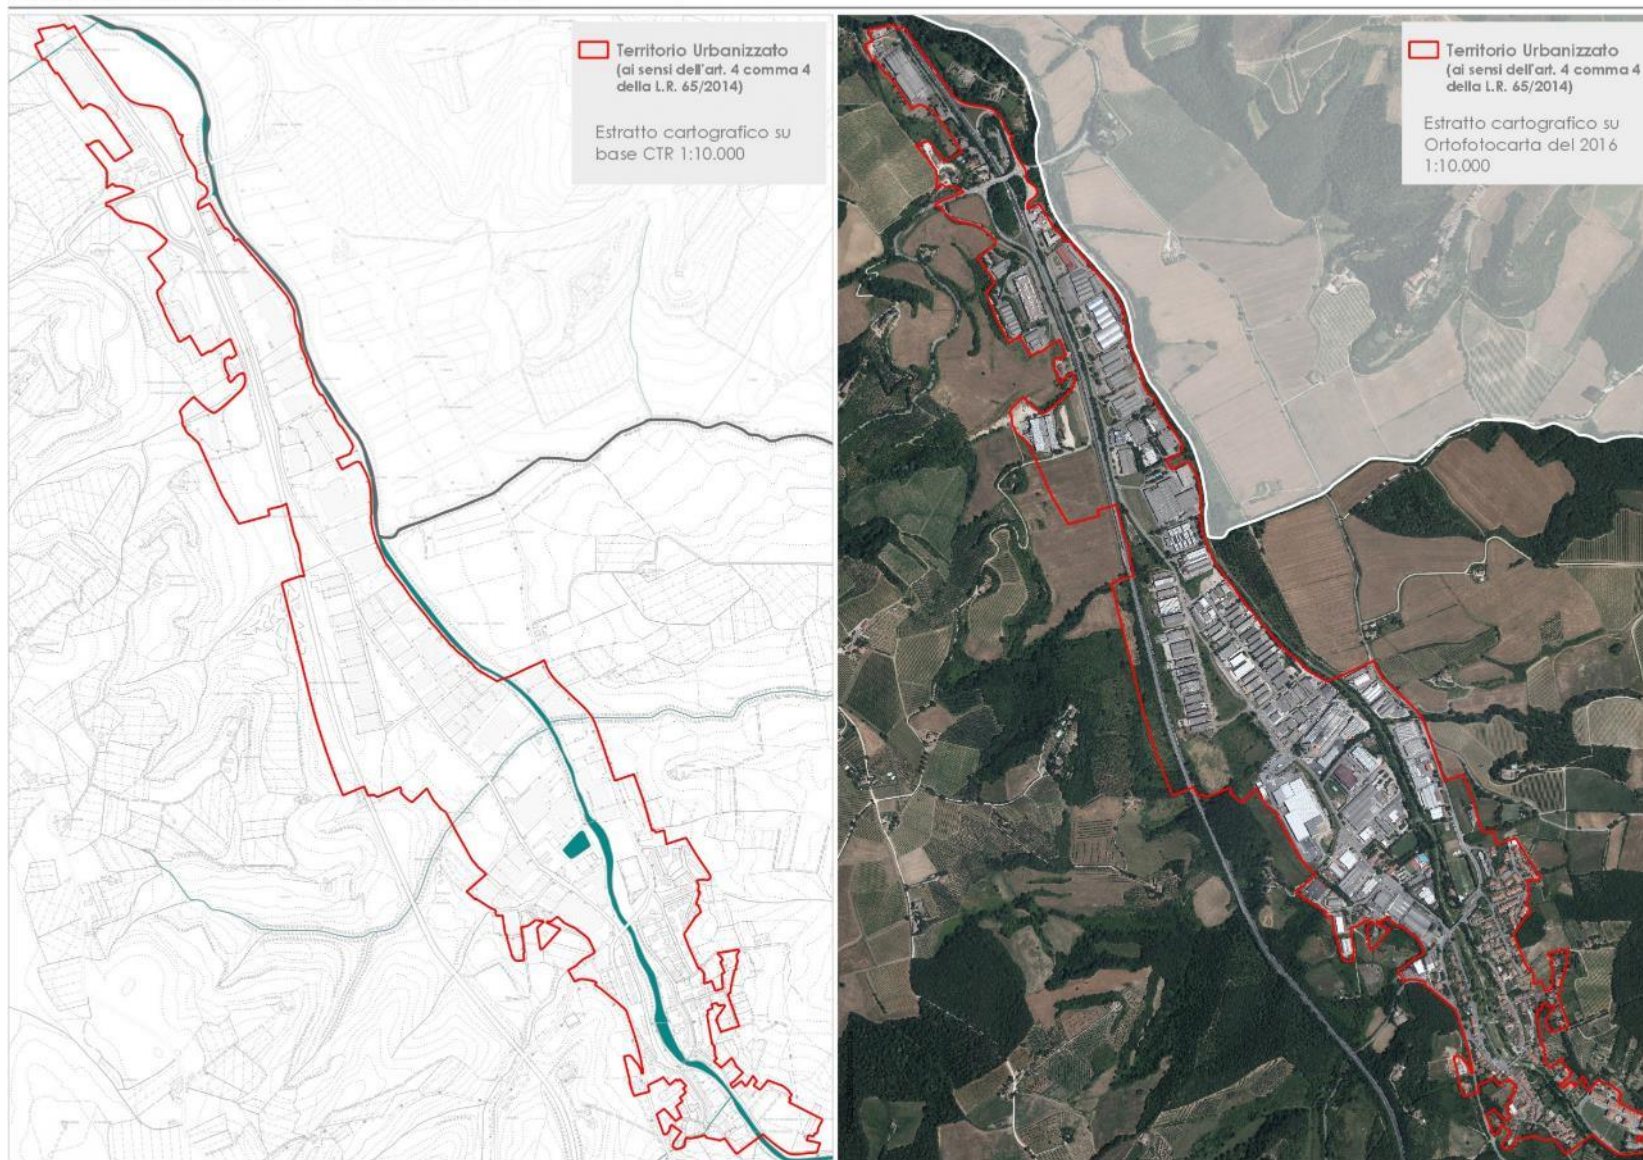 Territorio Urbanizzato
(ai sensi dell'art. 4 comma 4
della L.R. 65/2014)
Estratto cartografico su
base CTR 1:10.000
Territorio Urbanizzato
(ai sensi dell'art. 4 comma 4
della L.R. 65/2014)
Estratto cartografico su
Ortofotocarta del 2016
1:10.000